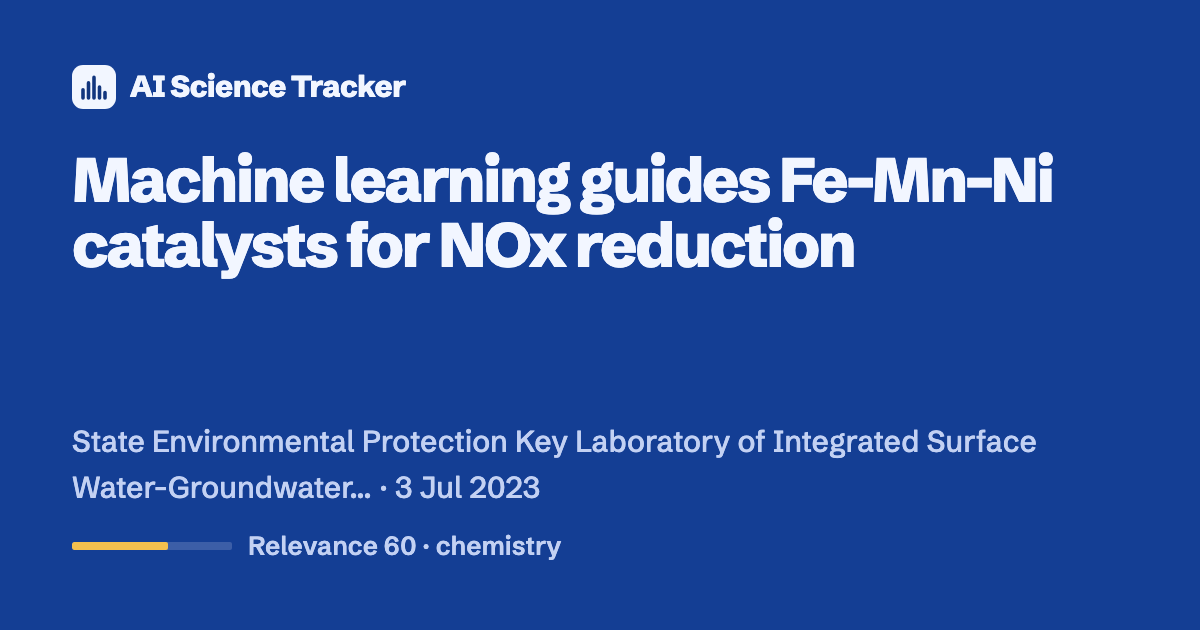 AI Science Tracker
Machine learning guides Fe-Mn-Ni
catalysts for NOx reduction
State Environmental Protection Key Laboratory of Integrated Surface
Water-Groundwater... · 3 Jul 2023
Relevance 60 · chemistry